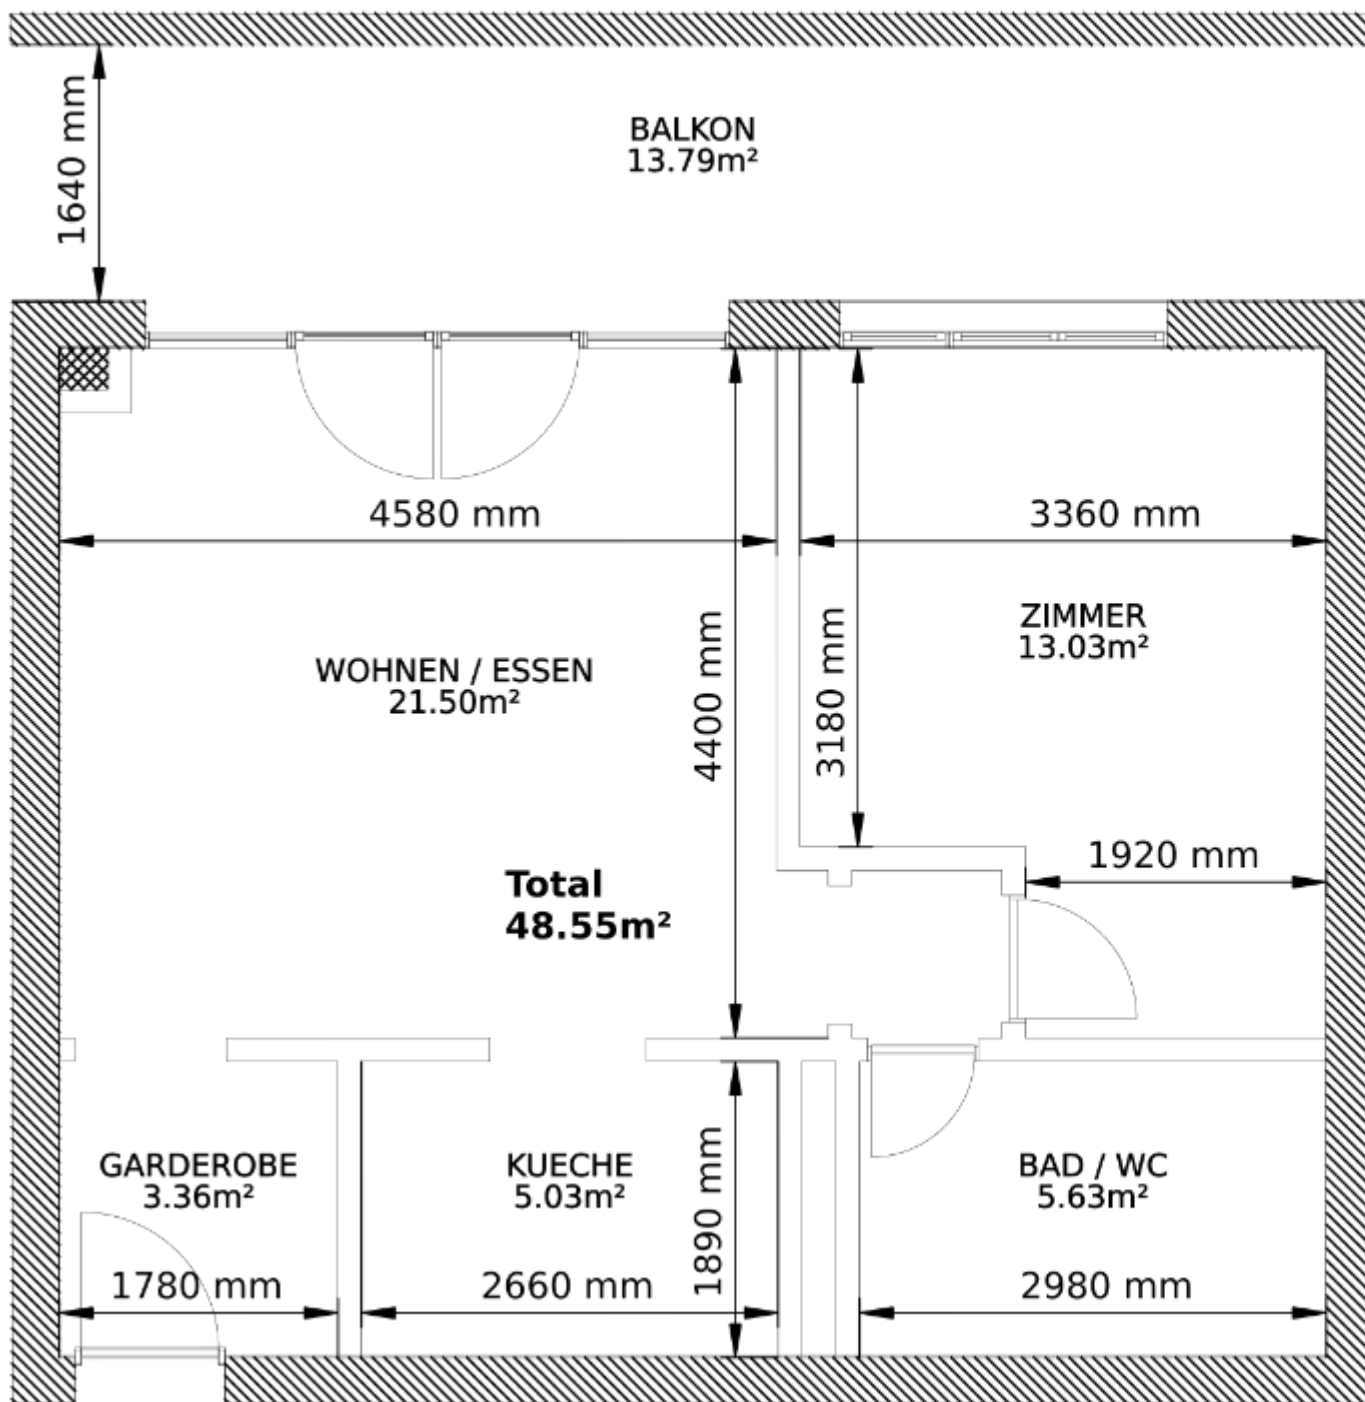 BALKON
13.79m²
1640 mm
4580 mm
3360 mm
ZIMMER
13.03m²
WOHNEN / ESSEN
21.50m²
4400 mm
3180 mm
1920 mm
Total
48.55m²
GARDEROBE
3.36m²
KUECHE
5.03m²
1890 mm
BAD / WC
5.63m²
1780 mm
2660 mm
2980 mm